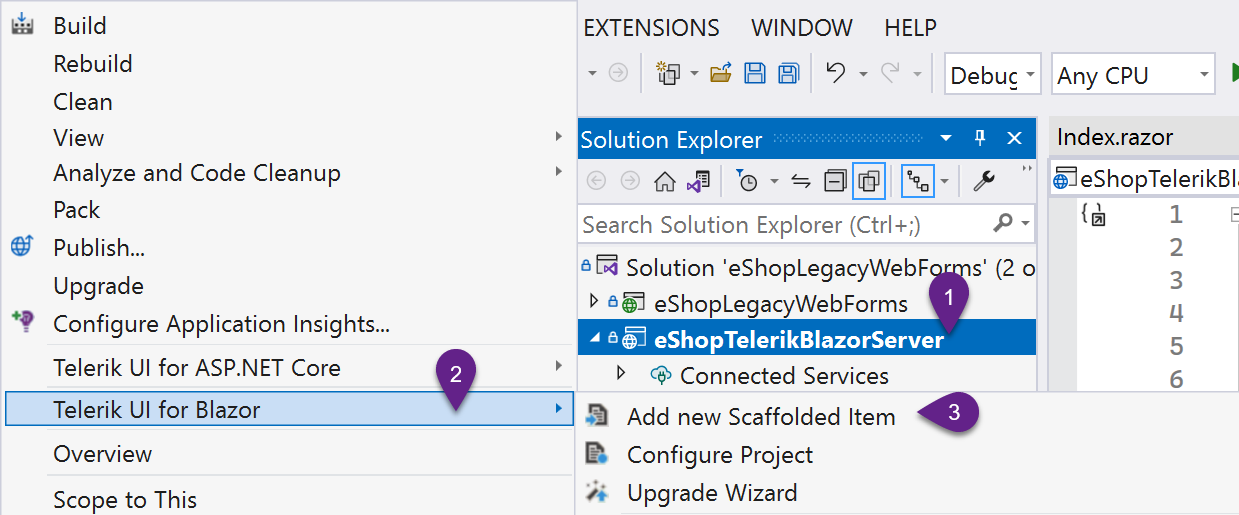 Build
Rebuild
Clean
View
Analyze and Code Cleanup
Pack
Publish...
Upgrade
Configure Application Insights...
Telerik UI for ASP.NET Core
2
Telerik UI for Blazor
Overview
Scope to This
EXTENSIONS WINDOW HELP
Debug Any CPU
Solution Explorer
Search Solution Explorer (Ctrl+;)
Solution 'eShopLegacyWebForms' (2 o
eShopLegacyWebForms
1
eShopTelerikBlazorServer
Connected Services
Add new Scaffolded Item
3
Configure Project
Upgrade Wizard
Index.razor
eShopTelerikBla
1
2
3
4
5
6